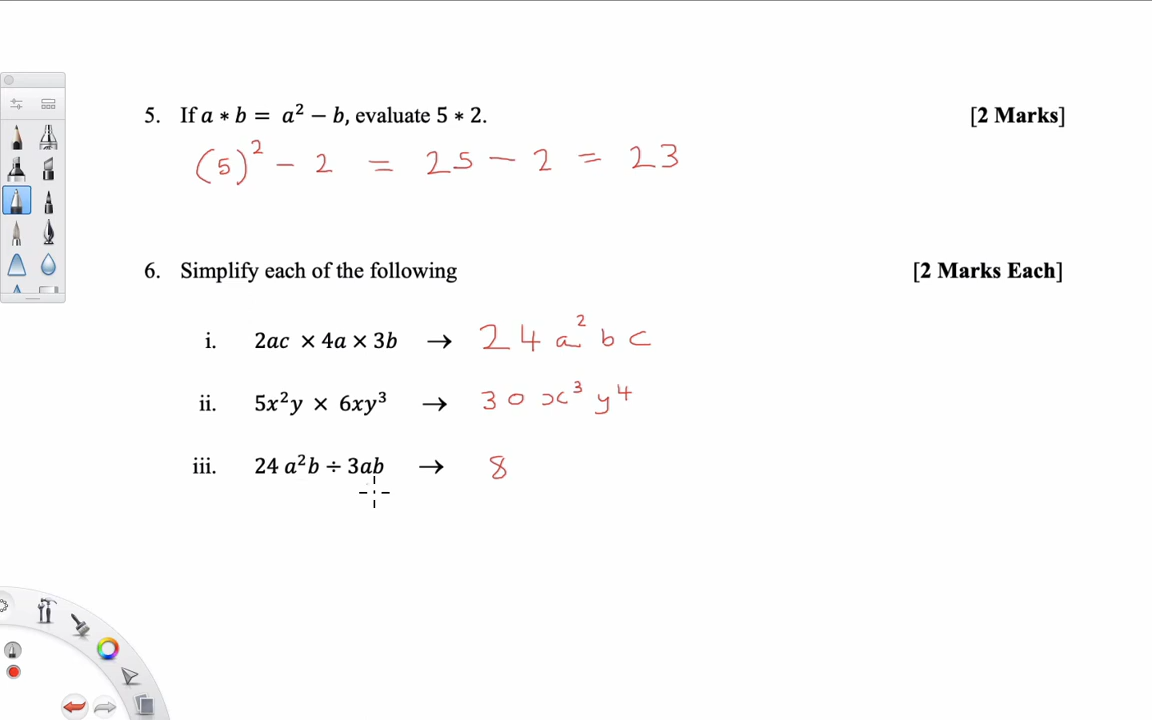 5. If a ∗ b = a² − b, evaluate 5 ∗ 2. [2 Marks]
(5)² − 2 = 25 − 2 = 23
6. Simplify each of the following [2 Marks Each]
i. 2ac × 4a × 3b → 24a²bc
ii. 5x²y × 6xy³ → 30x³y⁴
iii. 24 a²b ÷ 3ab → 8